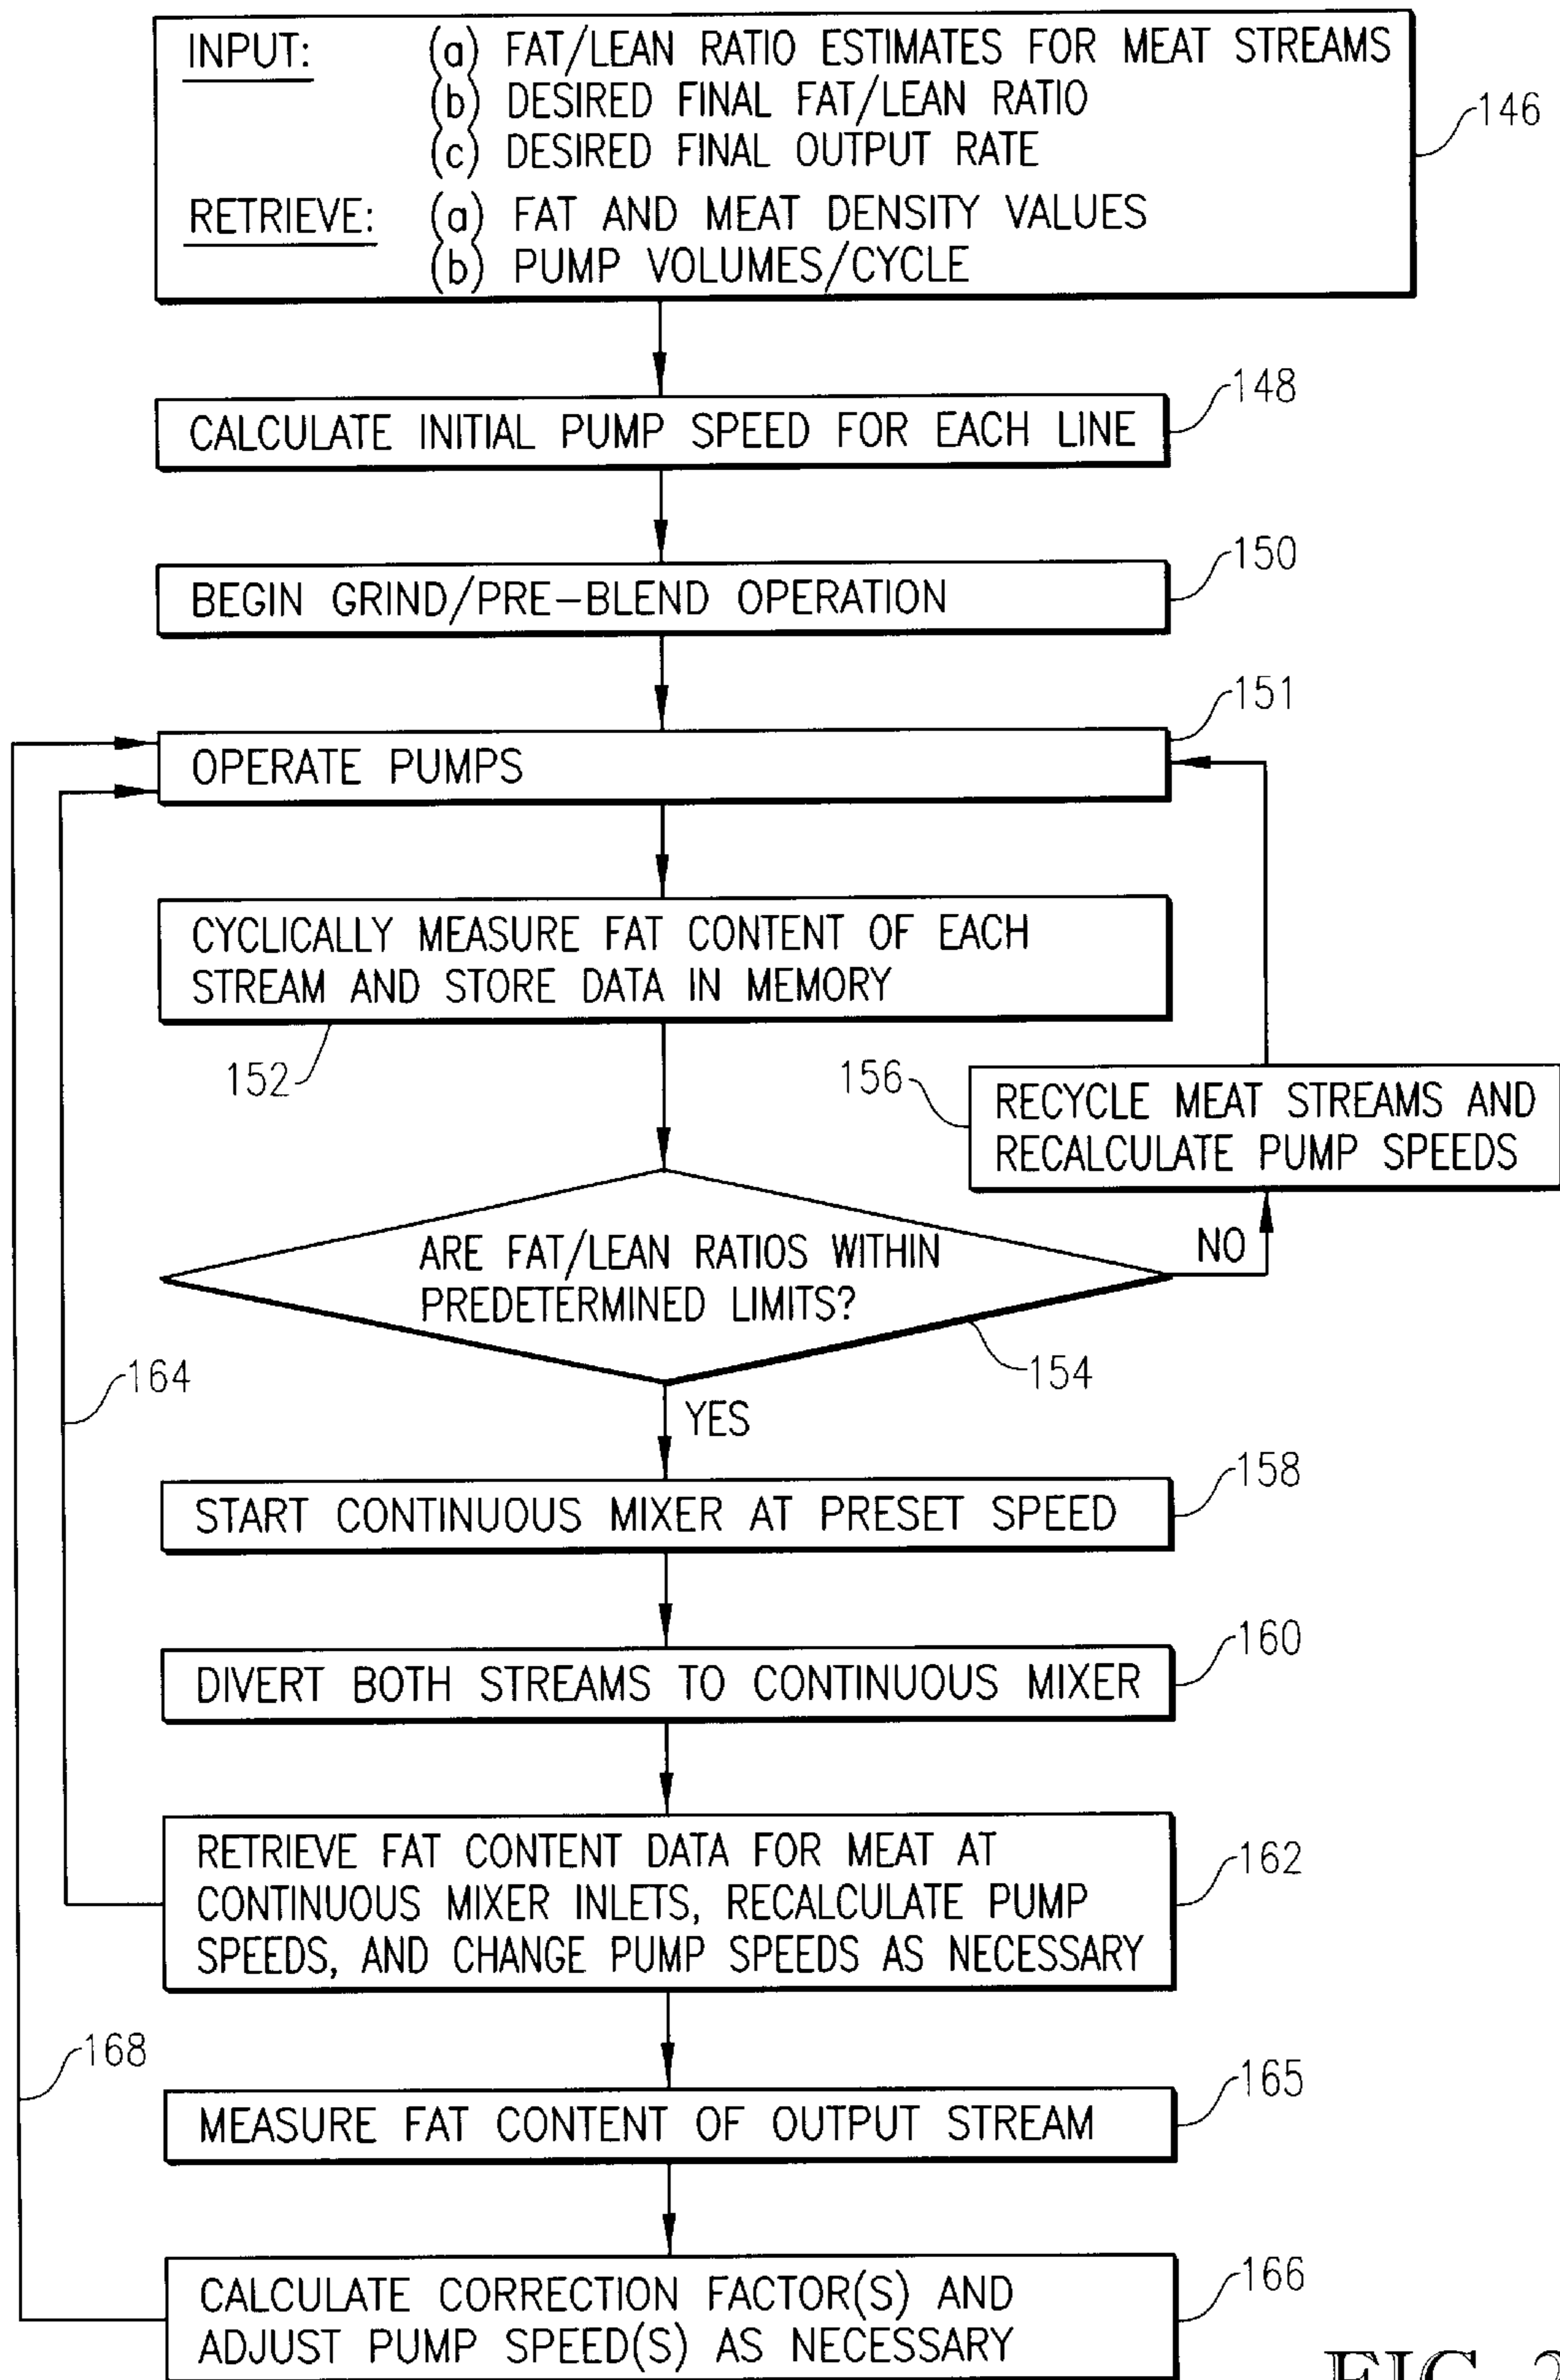 INPUT: (a) FAT/LEAN RATIO ESTIMATES FOR MEAT STREAMS
(b) DESIRED FINAL FAT/LEAN RATIO
(c) DESIRED FINAL OUTPUT RATE
146
RETRIEVE: (a) FAT AND MEAT DENSITY VALUES
(b) PUMP VOLUMES/CYCLE
148
CALCULATE INITIAL PUMP SPEED FOR EACH LINE
150
BEGIN GRIND/PRE-BLEND OPERATION
151
OPERATE PUMPS
CYCLICALLY MEASURE FAT CONTENT OF EACH
STREAM AND STORE DATA IN MEMORY
152
156
RECYCLE MEAT STREAMS AND
RECALCULATE PUMP SPEEDS
NO
ARE FAT/LEAN RATIOS WITHIN
PREDETERMINED LIMITS?
154
164
YES
158
START CONTINUOUS MIXER AT PRESET SPEED
160
DIVERT BOTH STREAMS TO CONTINUOUS MIXER
RETRIEVE FAT CONTENT DATA FOR MEAT AT
CONTINUOUS MIXER INLETS, RECALCULATE PUMP
SPEEDS, AND CHANGE PUMP SPEEDS AS NECESSARY
162
168
165
MEASURE FAT CONTENT OF OUTPUT STREAM
166
CALCULATE CORRECTION FACTOR(S) AND
ADJUST PUMP SPEED(S) AS NECESSARY
FIG. 2